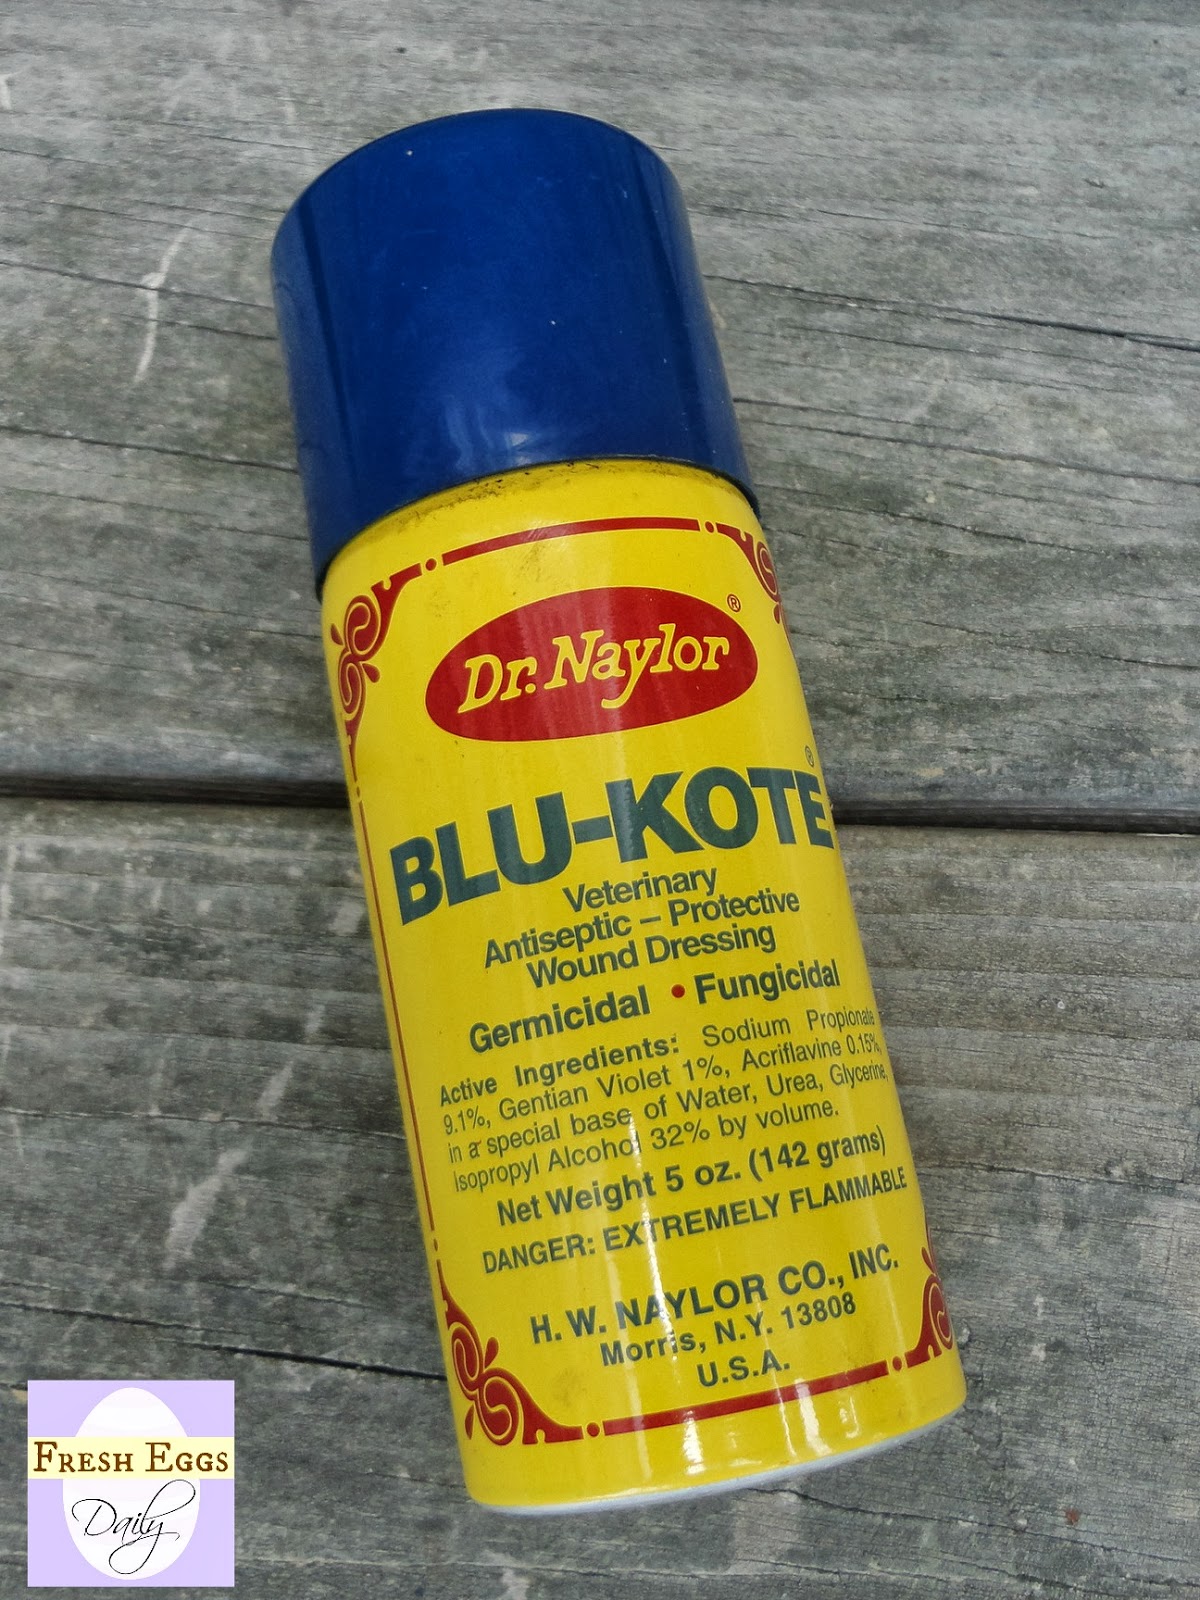 Dr. Naylor®
BLU-KOTE®
Veterinary
Antiseptic – Protective
Wound Dressing
Germicidal • Fungicidal
Active Ingredients: Sodium Propionate
9.1%, Gentian Violet 1%, Acriflavine 0.15%,
in a special base of Water, Urea, Glycerine,
Isopropyl Alcohol 32% by volume.
Net Weight 5 oz. (142 grams)
DANGER: EXTREMELY FLAMMABLE
H. W. NAYLOR CO., INC.
Morris, N.Y. 13808
U.S.A.
FRESH EGGS
Daily